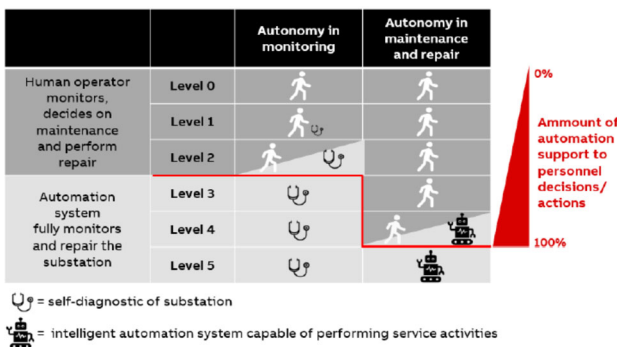 Autonomy in
monitoring
Autonomy in
maintenance
and repair
Human operator
monitors,
decides on
maintenance
and perform
repair
Level 0
Level 1
Level 2
Automation
system
fully monitors
and repair the
substation
Level 3
Level 4
Level 5
0%
Ammount of
automation
support to
personnel
decisions/
actions
100%
= self-diagnostic of substation
= intelligent automation system capable of performing service activities